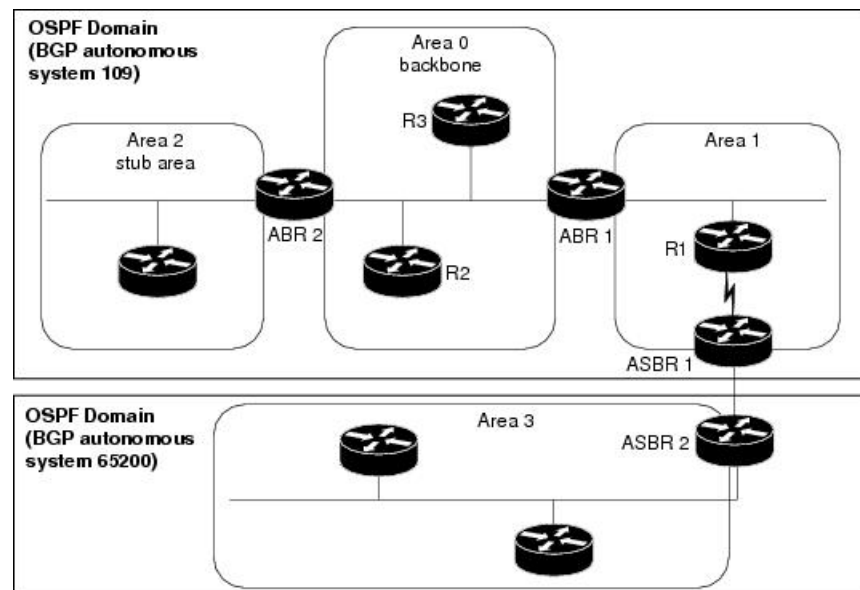 OSPF Domain
(BGP autonomous
system 109)
Area 0
backbone
R3
Area 2
stub area
Area 1
ABR 2
ABR 1
R1
R2
ASBR 1
OSPF Domain
(BGP autonomous
system 65200)
Area 3
ASBR 2